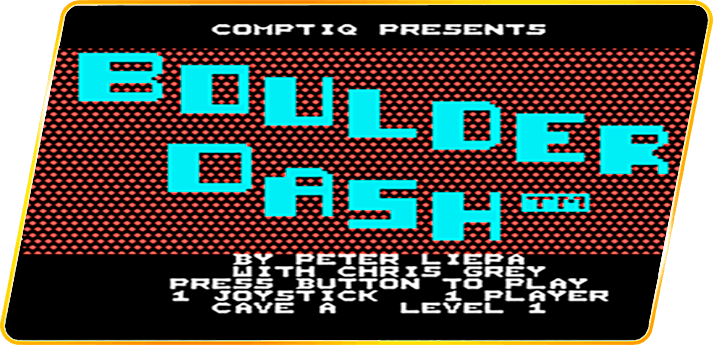 COMPTIQ PRESENTS
BOULDER
DASH TM
BY PETER LIEPA
WITH CHRIS GREY
PRESS BUTTON TO PLAY
1 JOYSTICK 1 PLAYER
CAVE A LEVEL 1